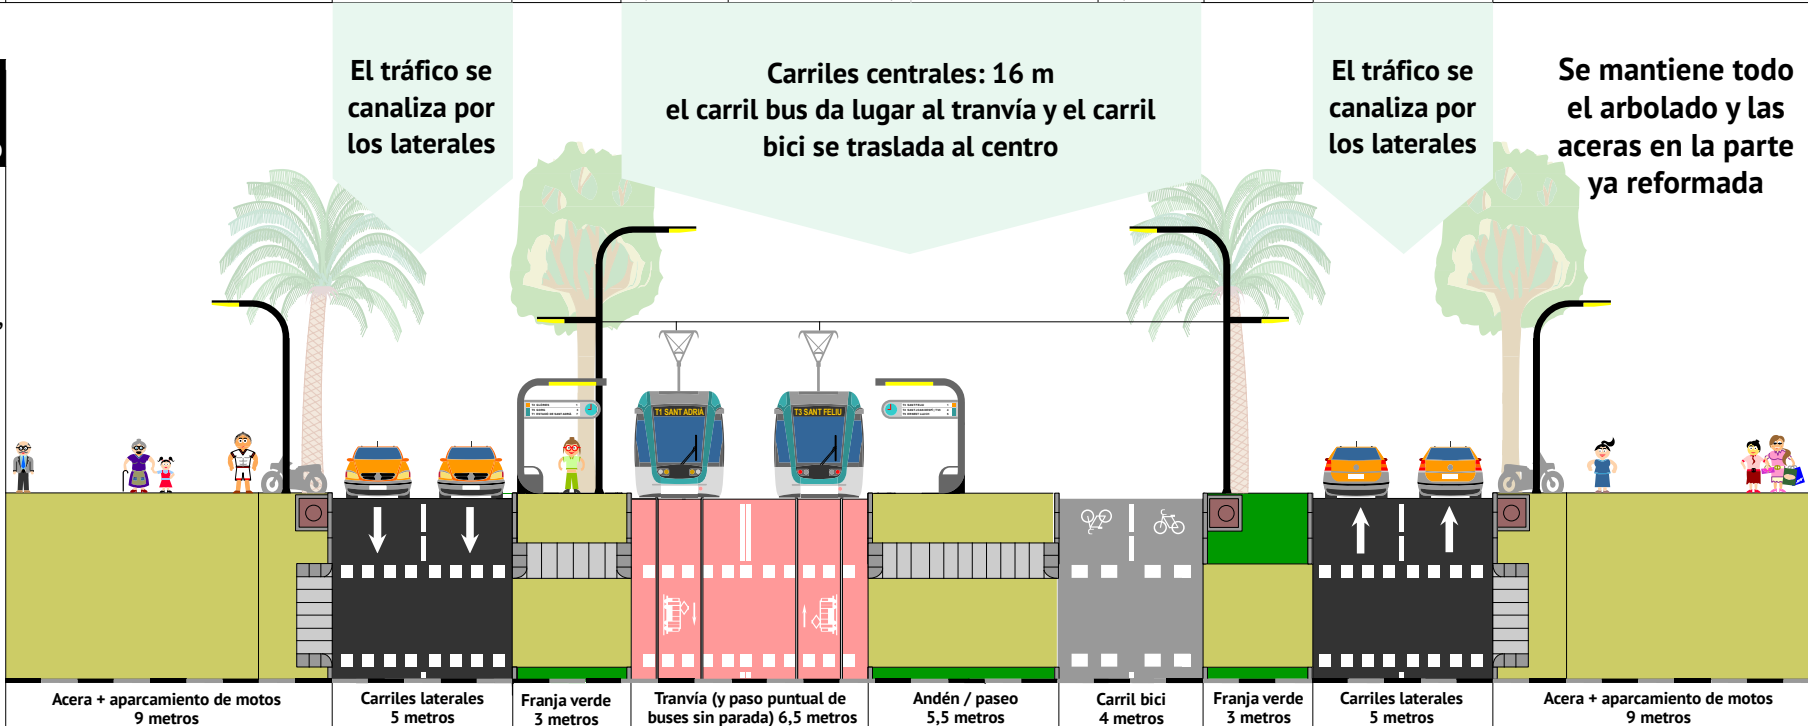 El tráfico se
canaliza por
los laterales
Carriles centrales: 16 m
el carril bus da lugar al tranvía y el carril
bici se traslada al centro
El tráfico se
canaliza por
los laterales
Se mantiene todo
el arbolado y las
aceras en la parte
ya reformada
T1 SANT ADRIÀ
T3 SANT FELIU
Acera + aparcamiento de motos
9 metros
Carriles laterales
5 metros
Franja verde
3 metros
Tranvía (y paso puntual de
buses sin parada) 6,5 metros
Andén / paseo
5,5 metros
Carril bici
4 metros
Franja verde
3 metros
Carriles laterales
5 metros
Acera + aparcamiento de motos
9 metros